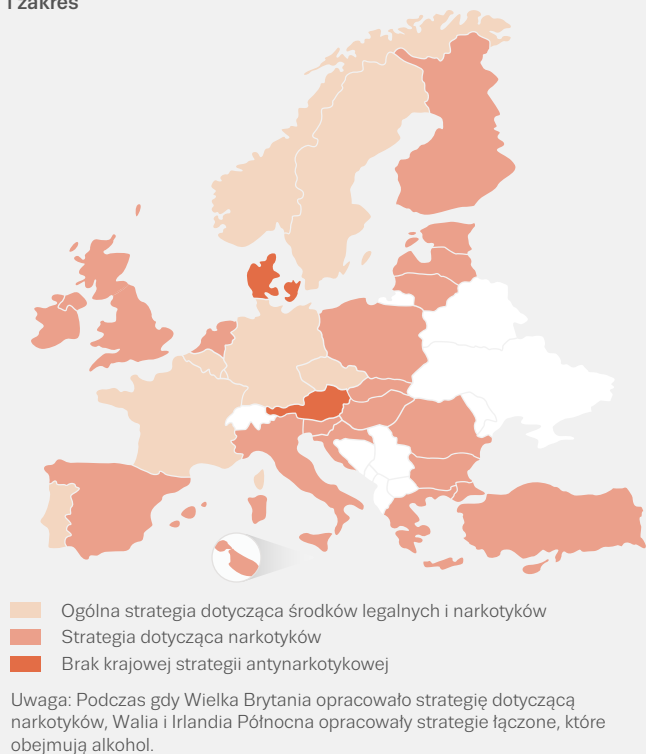 i zakres
Ogólna strategia dotycząca środków legalnych i narkotyków
Strategia dotycząca narkotyków
Brak krajowej strategii antynarkotykowej
Uwaga: Podczas gdy Wielka Brytania opracowało strategię dotyczącą
narkotyków, Walia i Irlandia Północna opracowały strategie łączone, które
obejmują alkohol.